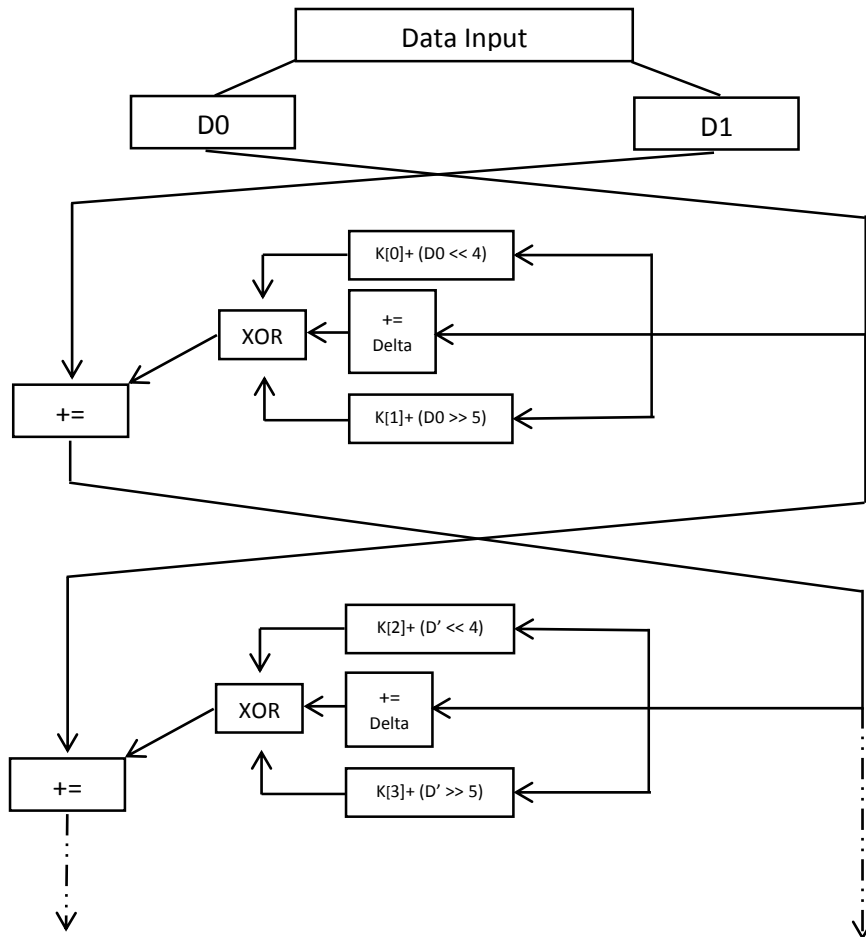 Data Input
D0
D1
K[0]+ (D0 << 4)
XOR
+=
Delta
+=
K[1]+ (D0 >> 5)
K[2]+ (D’ << 4)
XOR
+=
Delta
+=
K[3]+ (D’ >> 5)